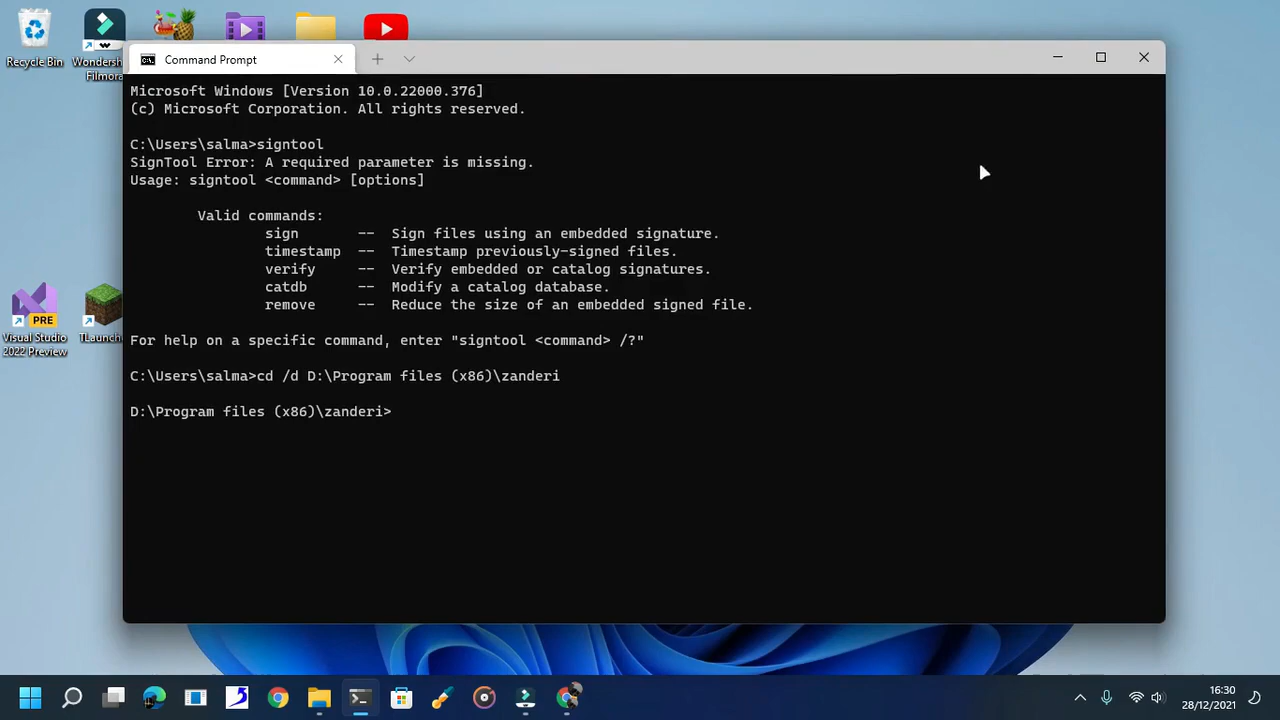 Recycle Bin
Wondersh
Filmora
Command Prompt
Microsoft Windows [Version 10.0.22000.376]
(c) Microsoft Corporation. All rights reserved.
C:\Users\salma>signtool
SignTool Error: A required parameter is missing.
Usage: signtool <command> [options]
Valid commands:
sign -- Sign files using an embedded signature.
timestamp -- Timestamp previously-signed files.
verify -- Verify embedded or catalog signatures.
catdb -- Modify a catalog database.
remove -- Reduce the size of an embedded signed file.
For help on a specific command, enter "signtool <command> /?"
C:\Users\salma>cd /d D:\Program files (x86)\zanderi
D:\Program files (x86)\zanderi>
PRE
Visual Studio
2022 Preview
TLaunch
16:30
28/12/2021